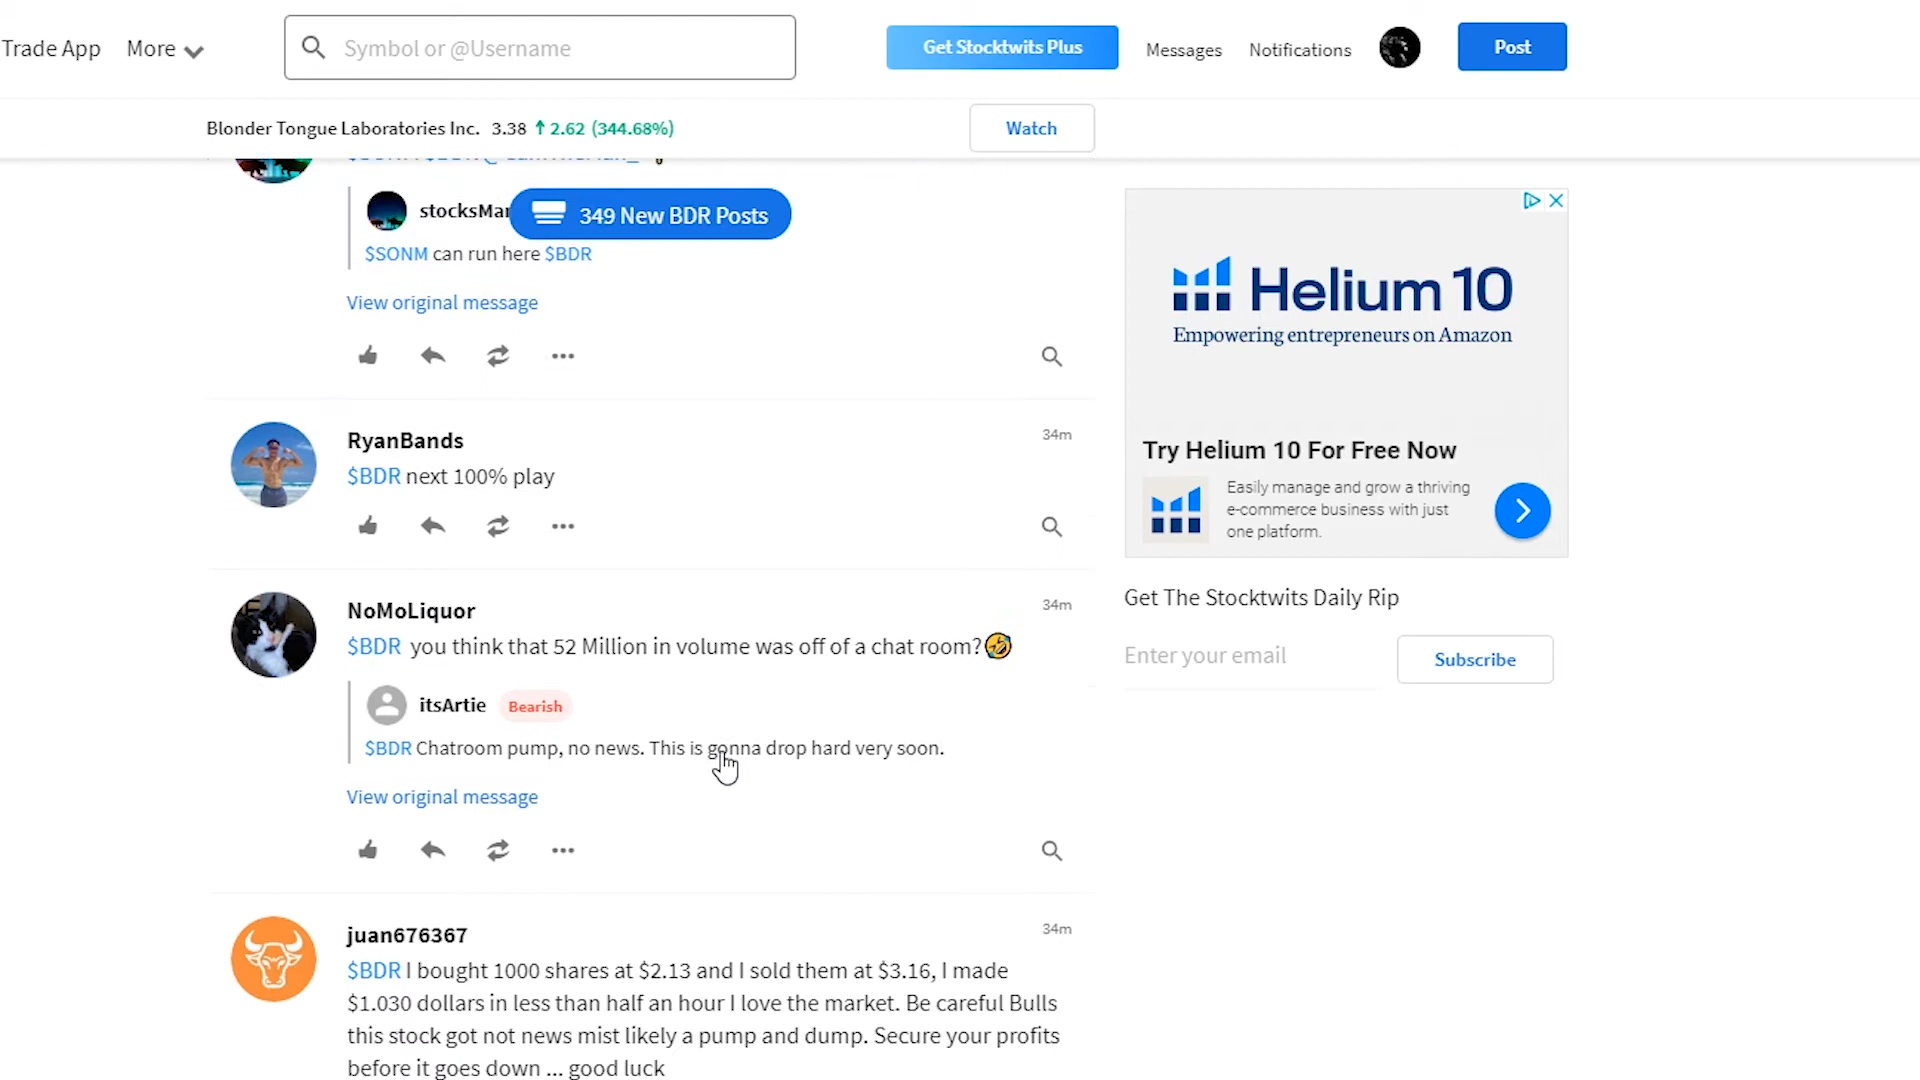 Trade App More Symbol or @Username Get Stocktwits Plus Messages Notifications Post
Blonder Tongue Laboratories Inc. 3.38 ↑ 2.62 (344.68%) Watch
349 New BDR Posts
$SONM can run here $BDR
View original message
RyanBands 34m
$BDR next 100% play
NoMoLiquor 34m
$BDR you think that 52 Million in volume was off of a chat room?🤣
itsArtie Bearish
$BDR Chatroom pump, no news. This is gonna drop hard very soon.
View original message
juan676367 34m
$BDR I bought 1000 shares at $2.13 and I sold them at $3.16, I made
$1.030 dollars in less than half an hour I love the market. Be careful Bulls
this stock got not news mist likely a pump and dump. Secure your profits
before it goes down ... good luck
Helium 10
Empowering entrepreneurs on Amazon
Try Helium 10 For Free Now
Easily manage and grow a thriving
e-commerce business with just
one platform.
Get The Stocktwits Daily Rip
Enter your email Subscribe